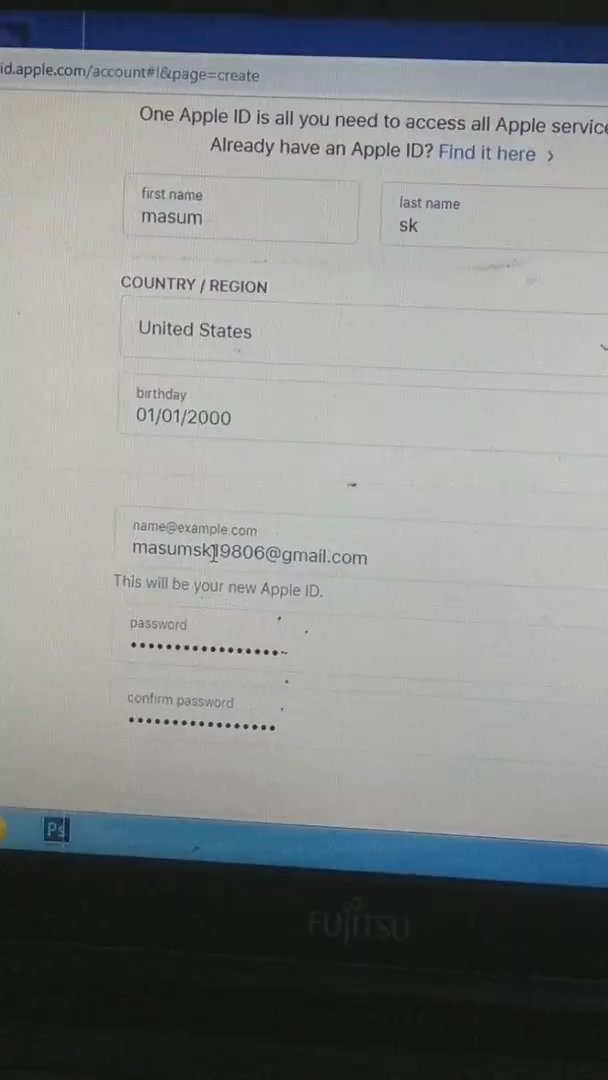 id.apple.com/account#!&page=create
One Apple ID is all you need to access all Apple service
Already have an Apple ID? Find it here >
first name
masum
last name
sk
COUNTRY / REGION
United States
birthday
01/01/2000
name@example.com
masumsk19806@gmail.com
This will be your new Apple ID.
password
confirm password
Ps
FUJITSU